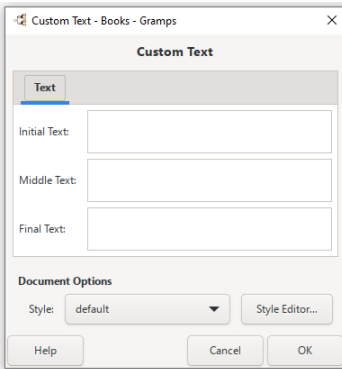 Custom Text - Books - Gramps
Custom Text
Text
Initial Text:
Middle Text:
Final Text:
Document Options
Style: default Style Editor...
Help Cancel OK